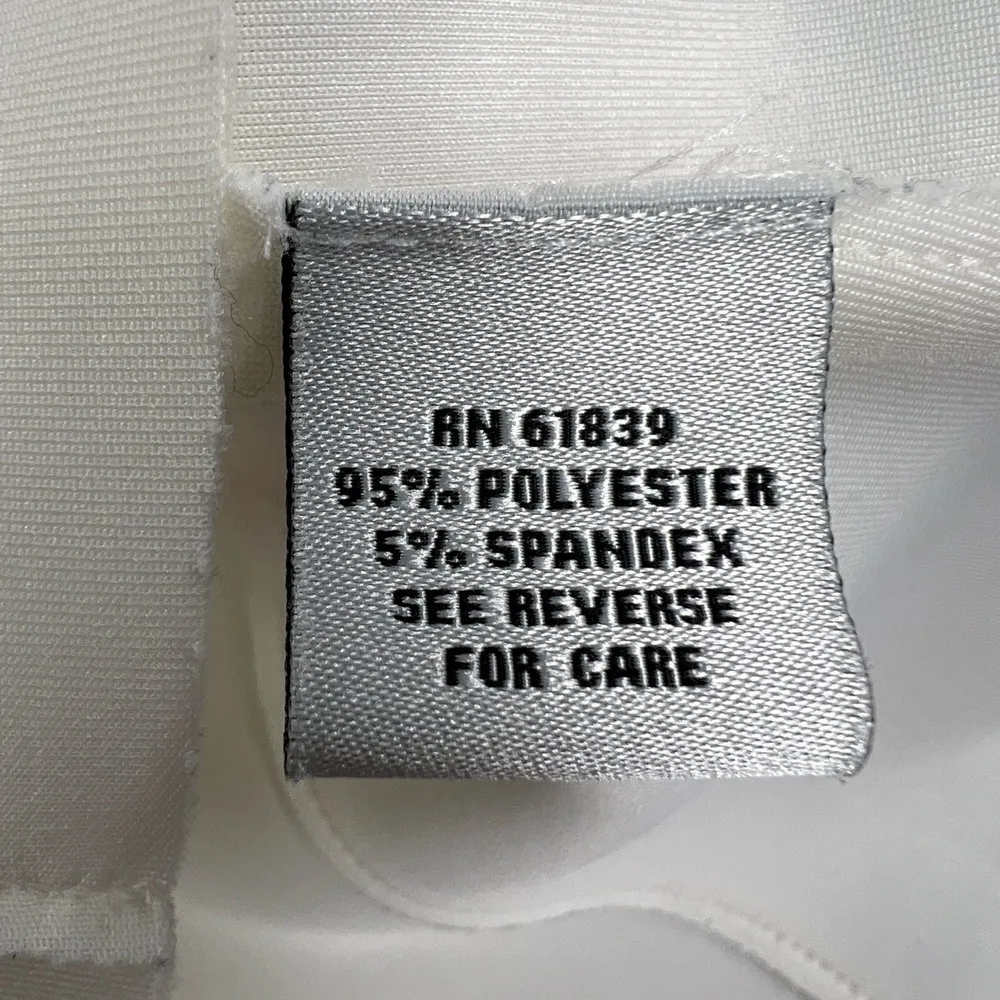 RN 61839
95% POLYESTER
5% SPANDEX
SEE REVERSE
FOR CARE